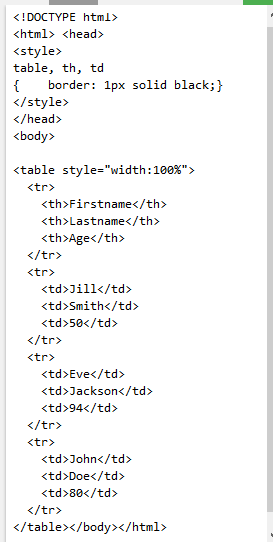 <!DOCTYPE html>
<html> <head>
<style>
table, th, td
{    border: 1px solid black;}
</style>
</head>
<body>

<table style="width:100%">
  <tr>
    <th>Firstname</th>
    <th>Lastname</th>
    <th>Age</th>
  </tr>
  <tr>
    <td>Jill</td>
    <td>Smith</td>
    <td>50</td>
  </tr>
  <tr>
    <td>Eve</td>
    <td>Jackson</td>
    <td>94</td>
  </tr>
  <tr>
    <td>John</td>
    <td>Doe</td>
    <td>80</td>
  </tr>
</table></body></html>